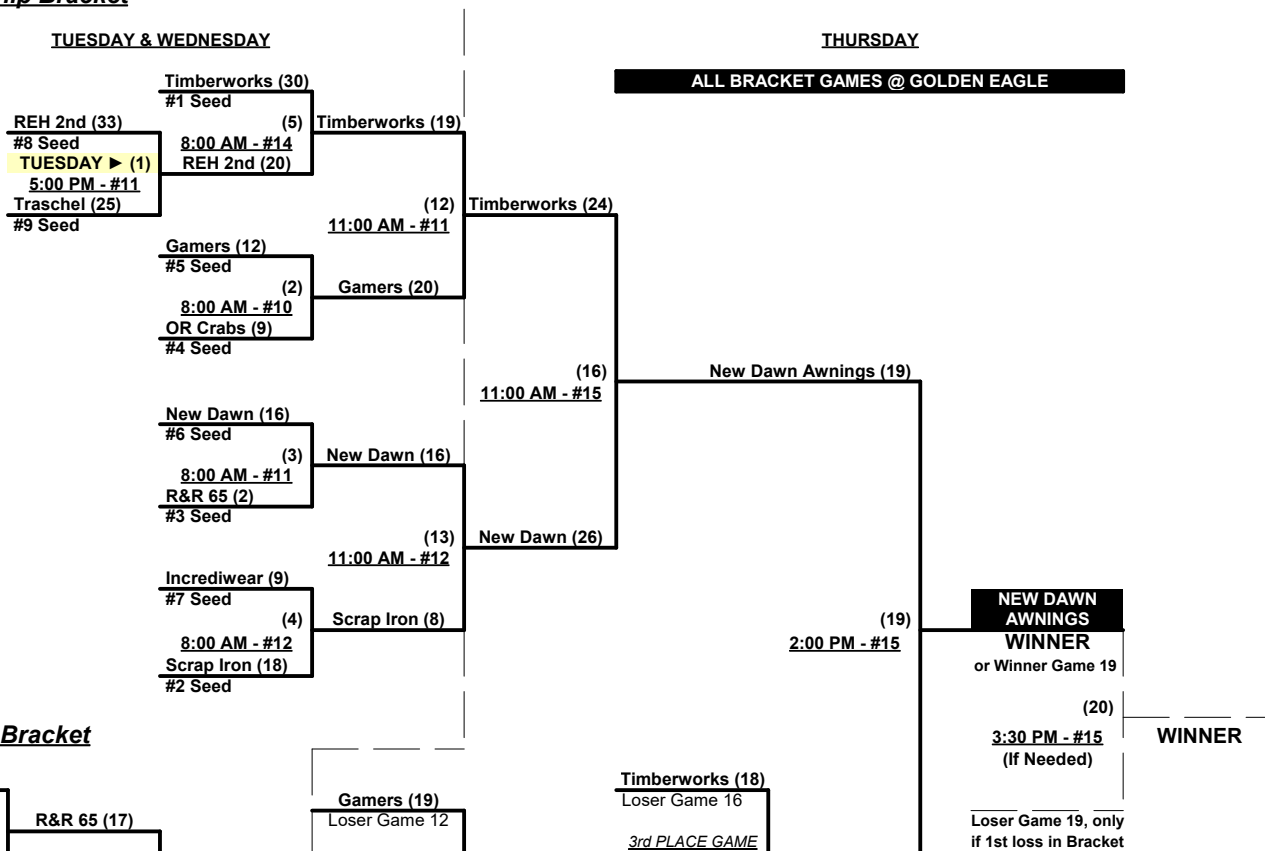 TUESDAY & WEDNESDAY
THURSDAY
ALL BRACKET GAMES @ GOLDEN EAGLE
Timberworks (30)
#1 Seed
REH 2nd (33)
(5)
Timberworks (19)
#8 Seed
8:00 AM - #14
TUESDAY ► (1)
REH 2nd (20)
5:00 PM - #11
Traschel (25)
(12)
Timberworks (24)
#9 Seed
11:00 AM - #11
Gamers (12)
#5 Seed
(2)
Gamers (20)
8:00 AM - #10
OR Crabs (9)
#4 Seed
(16)
New Dawn Awnings (19)
11:00 AM - #15
New Dawn (16)
#6 Seed
(3)
New Dawn (16)
8:00 AM - #11
R&R 65 (2)
#3 Seed
(13)
New Dawn (26)
11:00 AM - #12
Incrediwear (9)
#7 Seed
(4)
Scrap Iron (8)
8:00 AM - #12
Scrap Iron (18)
#2 Seed
(19)
2:00 PM - #15
NEW DAWN
AWNINGS
WINNER
or Winner Game 19
(20)
3:30 PM - #15
WINNER
(If Needed)
Bracket
Timberworks (18)
Loser Game 16
Gamers (19)
Loser Game 12
R&R 65 (17)
3rd PLACE GAME
Loser Game 19, only
if 1st loss in Bracket